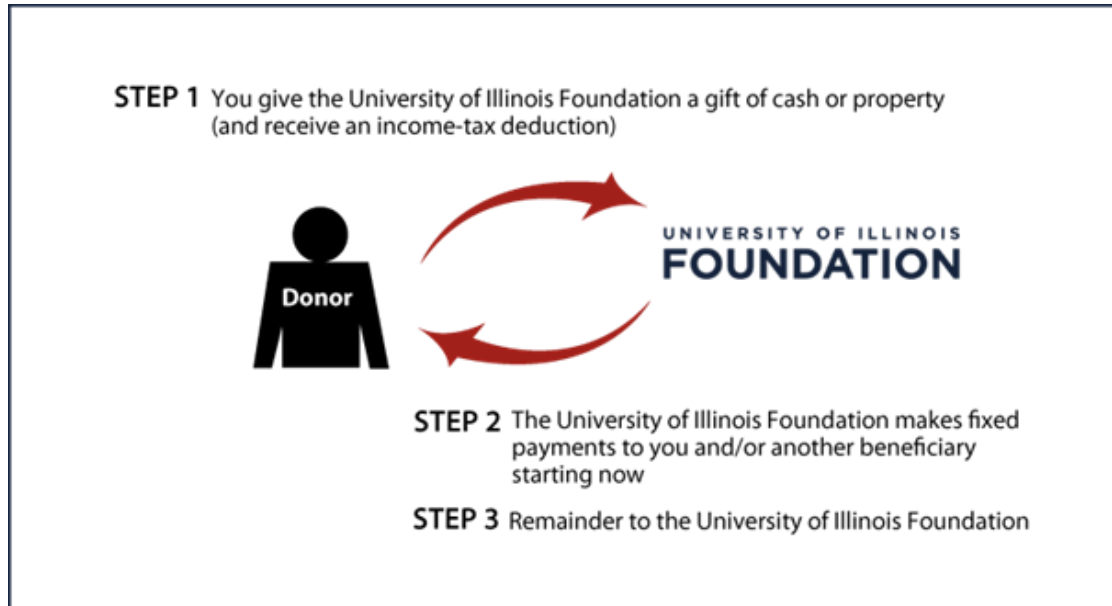 STEP 1 You give the University of Illinois Foundation a gift of cash or property
(and receive an income-tax deduction)
UNIVERSITY OF ILLINOIS
FOUNDATION
Donor
STEP 2 The University of Illinois Foundation makes fixed
payments to you and/or another beneficiary
starting now
STEP 3 Remainder to the University of Illinois Foundation